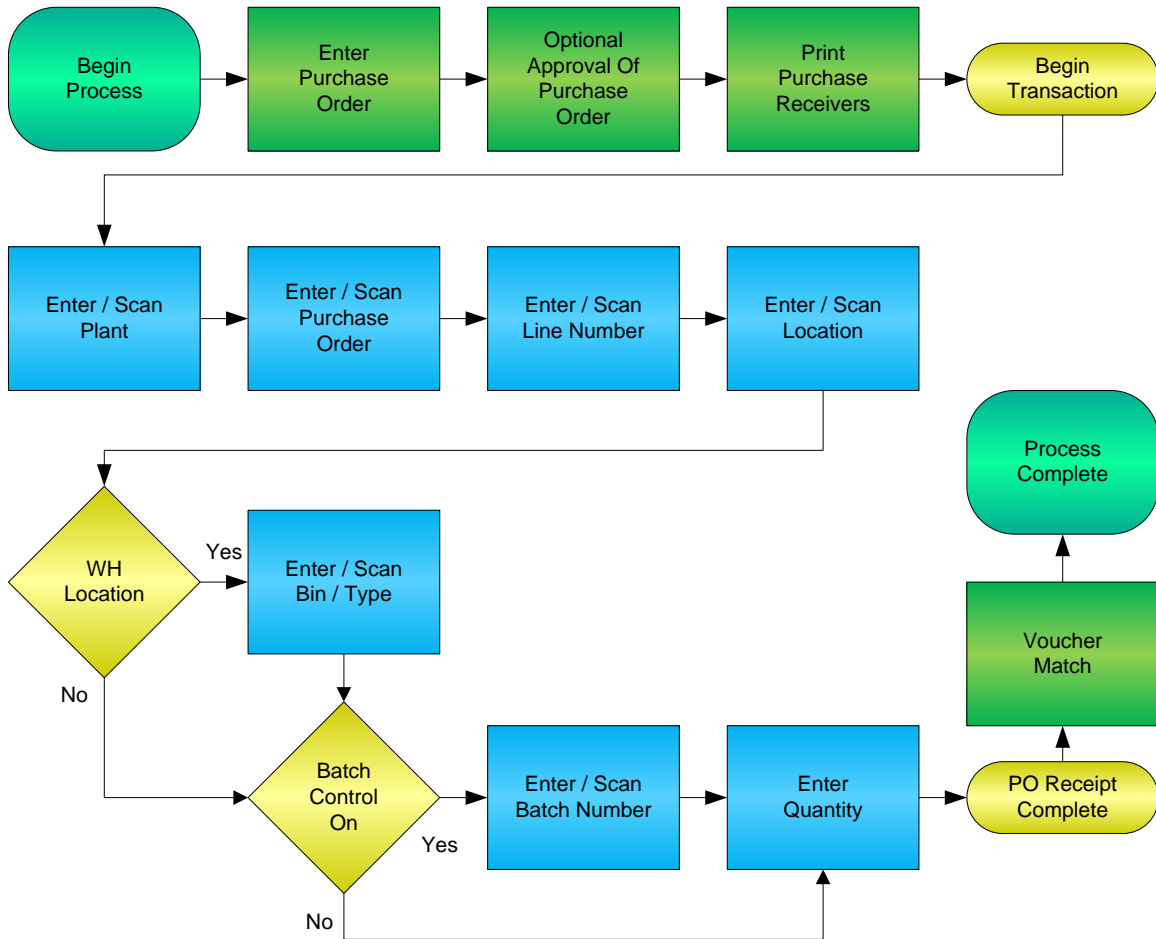 Begin
Process
Enter
Purchase
Order
Optional
Approval Of
Purchase
Order
Print
Purchase
Receivers
Begin
Transaction
Enter / Scan
Plant
Enter / Scan
Purchase
Order
Enter / Scan
Line Number
Enter / Scan
Location
WH
Location
Yes
No
Enter / Scan
Bin / Type
Batch
Control
On
Yes
No
Enter / Scan
Batch Number
Enter
Quantity
PO Receipt
Complete
Voucher
Match
Process
Complete